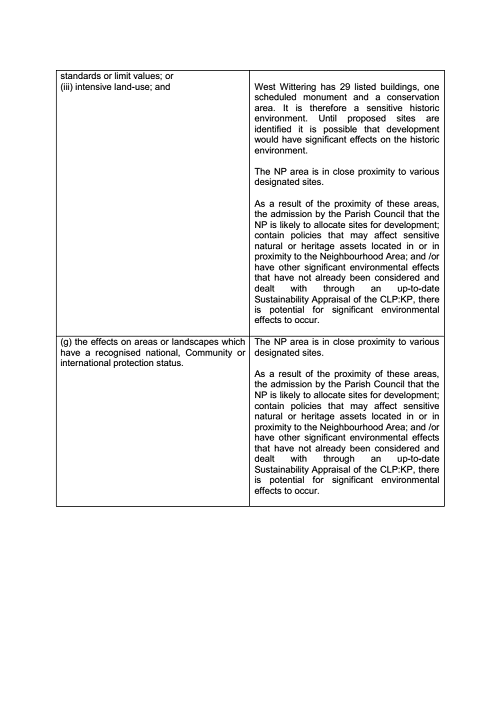 standards or limit values; or
(iii) intensive land-use; and
West Wittering has 29 listed buildings, one
scheduled monument and a conservation
area. It is therefore a sensitive historic
environment. Until proposed sites are
identified it is possible that development
would have significant effects on the historic
environment.
The NP area is in close proximity to various
designated sites.
As a result of the proximity of these areas,
the admission by the Parish Council that the
NP is likely to allocate sites for development;
contain policies that may affect sensitive
natural or heritage assets located in or in
proximity to the Neighbourhood Area; and /or
have other significant environmental effects
that have not already been considered and
dealt with through an up-to-date
Sustainability Appraisal of the CLP:KP, there
is potential for significant environmental
effects to occur.
(g) the effects on areas or landscapes which
have a recognised national, Community or
international protection status.
The NP area is in close proximity to various
designated sites.
As a result of the proximity of these areas,
the admission by the Parish Council that the
NP is likely to allocate sites for development;
contain policies that may affect sensitive
natural or heritage assets located in or in
proximity to the Neighbourhood Area; and /or
have other significant environmental effects
that have not already been considered and
dealt with through an up-to-date
Sustainability Appraisal of the CLP:KP, there
is potential for significant environmental
effects to occur.